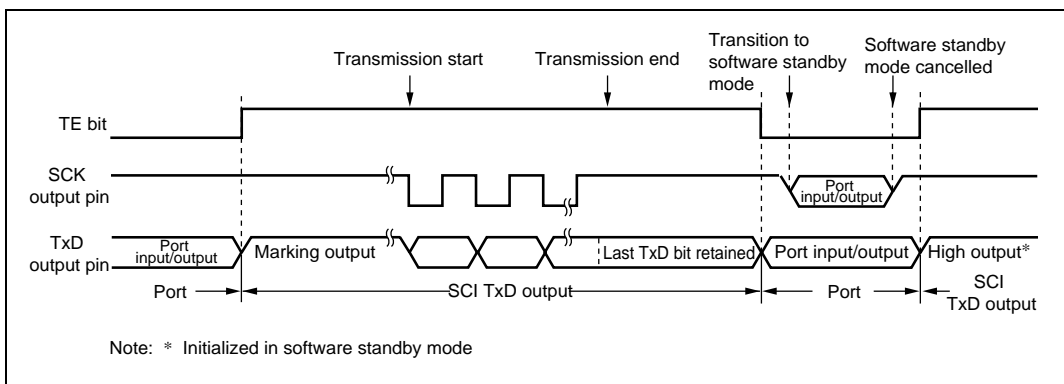 Transmission start
Transmission end
Transition to
software standby
mode
Software standby
mode cancelled
TE bit
SCK
output pin
Port
input/output
TxD
output pin
Port
input/output
Marking output
Last TxD bit retained
Port input/output
High output*
Port
SCI TxD output
Port
SCI
TxD output
Note: * Initialized in software standby mode